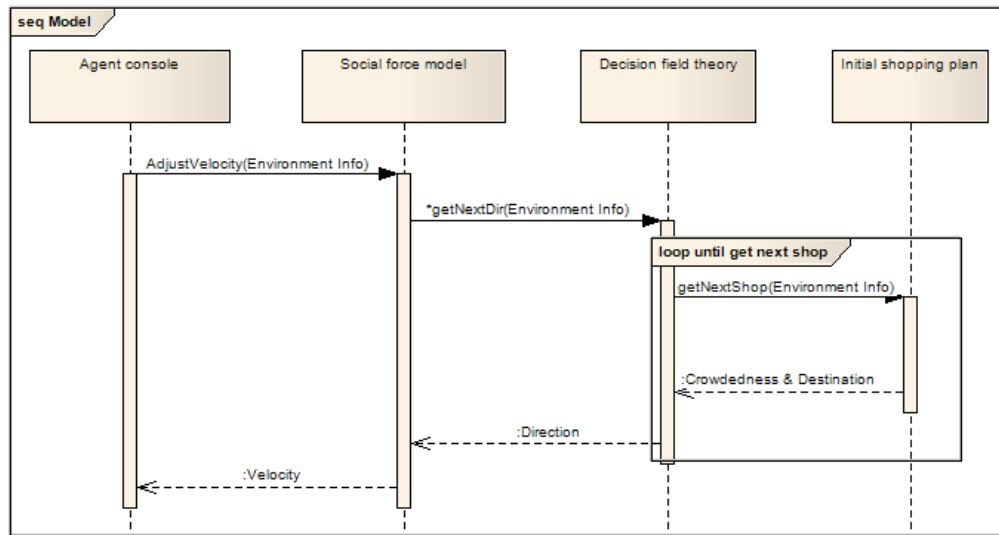 seq Model
Agent console
Social force model
Decision field theory
Initial shopping plan
AdjustVelocity(Environment Info)
*getNextDir(Environment Info)
loop until get next shop
getNextShop(Environment Info)
:Crowdedness & Destination
:Direction
:Velocity